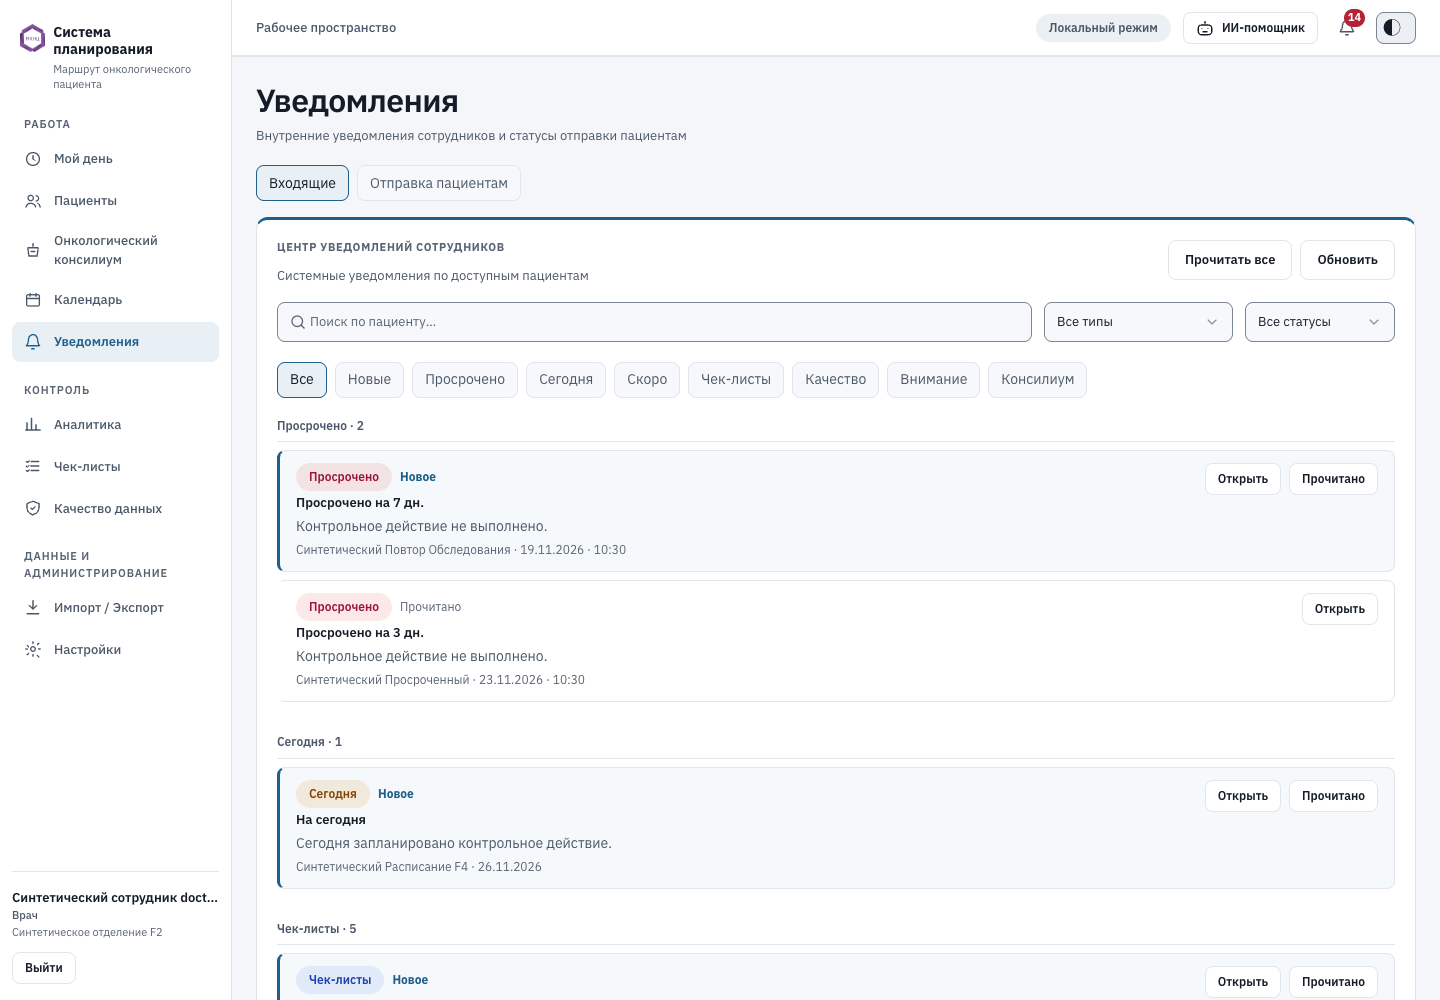 Система
планирования
Маршрут онкологического
пациента
РАБОТА
Мой день
Пациенты
Онкологический
консилиум
Календарь
Уведомления
КОНТРОЛЬ
Аналитика
Чек-листы
Качество данных
ДАННЫЕ И
АДМИНИСТРИРОВАНИЕ
Импорт / Экспорт
Настройки
Синтетический сотрудник doct...
Врач
Синтетическое отделение F2
Выйти
Рабочее пространство
Локальный режим
ИИ-помощник
14
Уведомления
Внутренние уведомления сотрудников и статусы отправки пациентам
Входящие
Отправка пациентам
ЦЕНТР УВЕДОМЛЕНИЙ СОТРУДНИКОВ
Системные уведомления по доступным пациентам
Прочитать все
Обновить
Поиск по пациенту...
Все типы
Все статусы
Все
Новые
Просрочено
Сегодня
Скоро
Чек-листы
Качество
Внимание
Консилиум
Просрочено · 2
Просрочено Новое
Открыть
Прочитано
Просрочено на 7 дн.
Контрольное действие не выполнено.
Синтетический Повтор Обследования · 19.11.2026 · 10:30
Просрочено Прочитано
Открыть
Просрочено на 3 дн.
Контрольное действие не выполнено.
Синтетический Просроченный · 23.11.2026 · 10:30
Сегодня · 1
Сегодня Новое
Открыть
Прочитано
На сегодня
Сегодня запланировано контрольное действие.
Синтетический Расписание F4 · 26.11.2026
Чек-листы · 5
Чек-листы Новое
Открыть
Прочитано